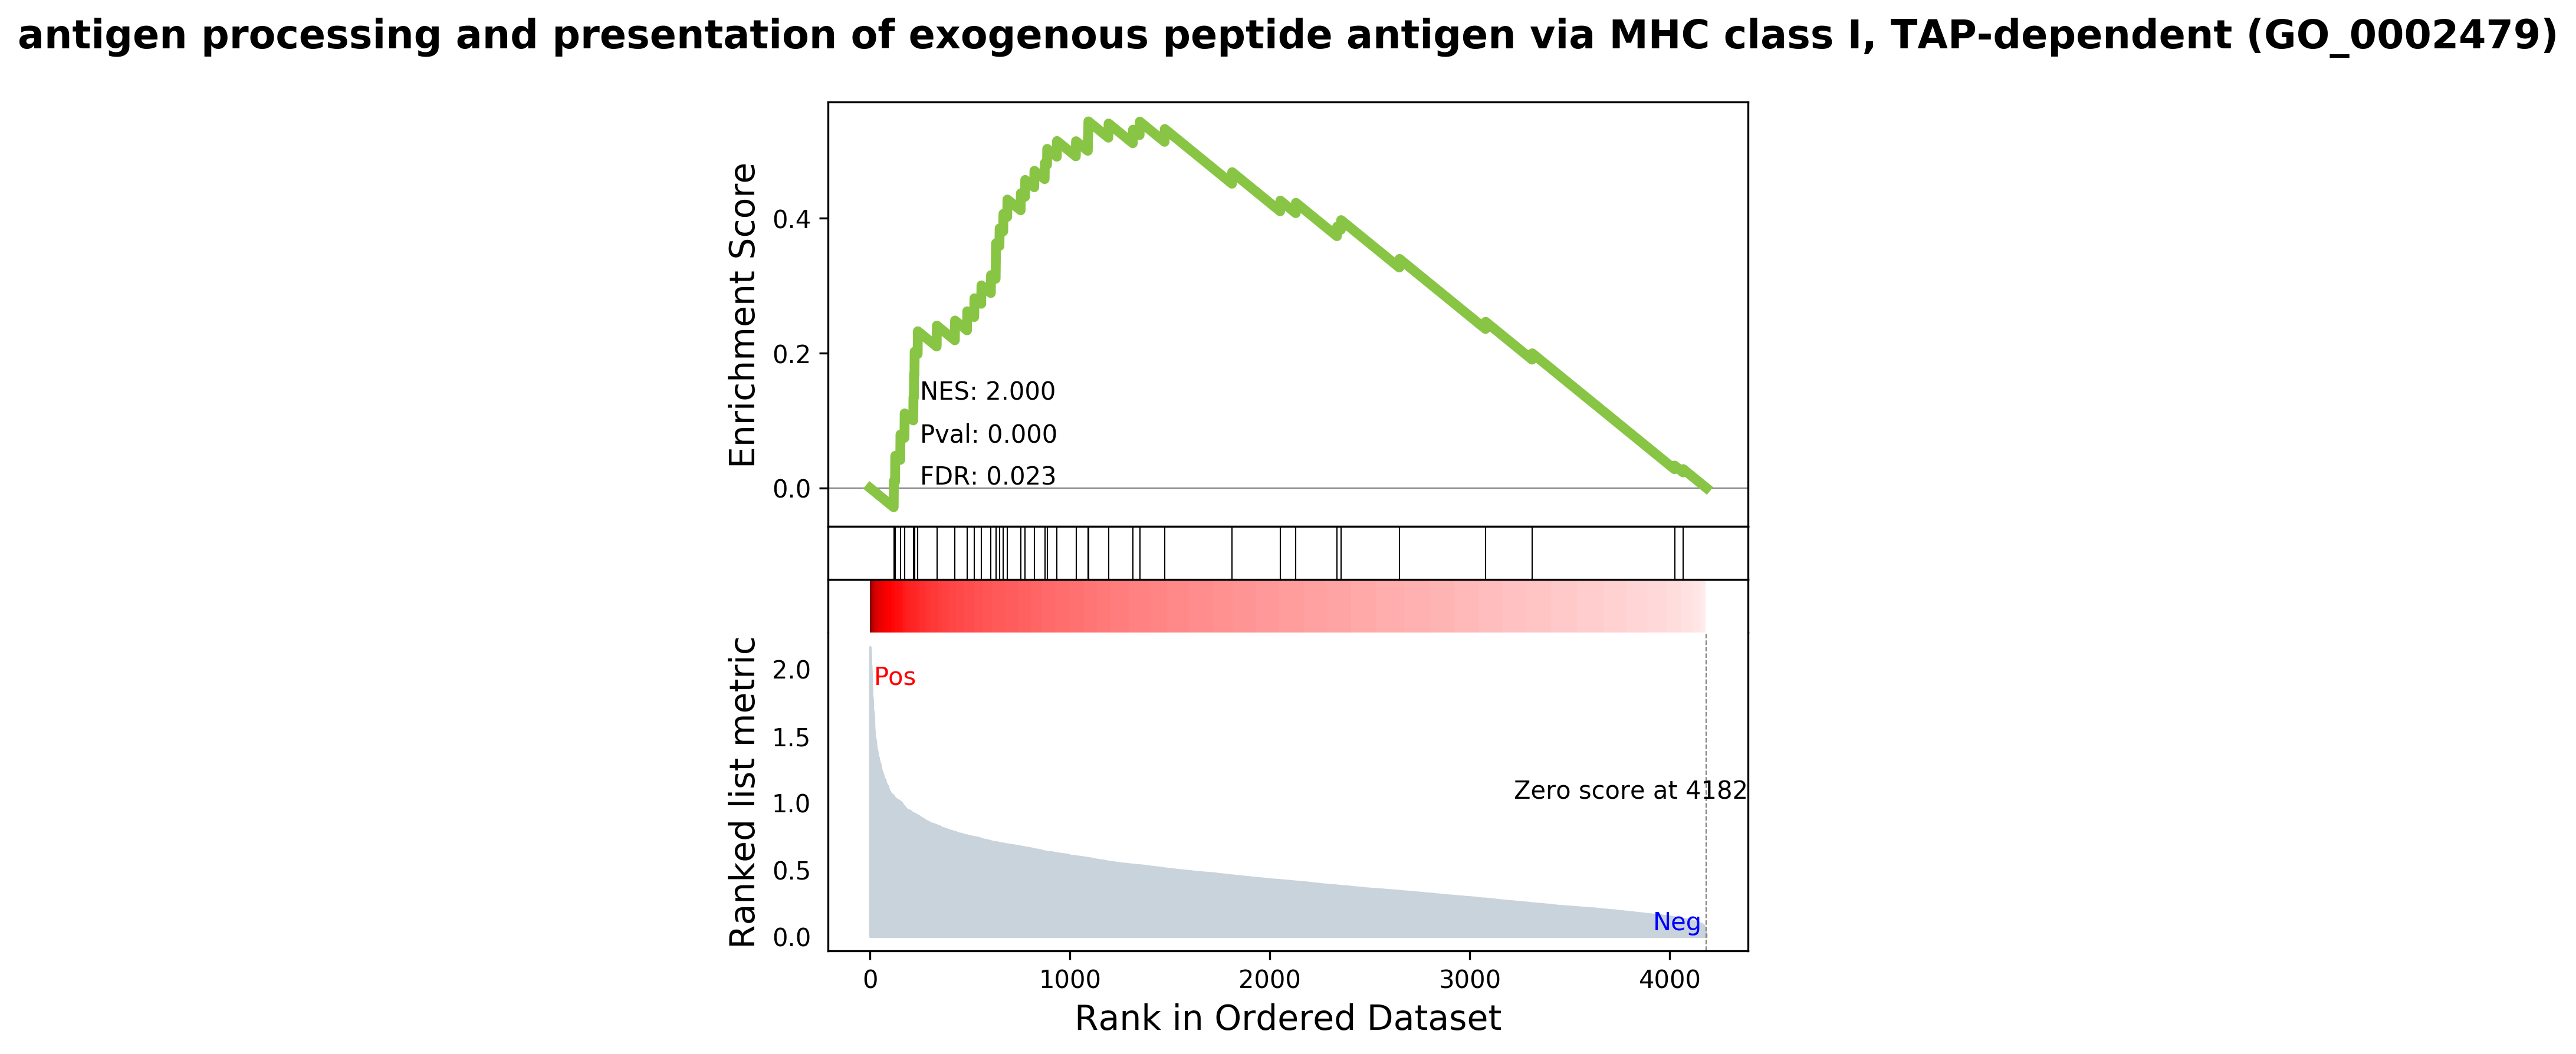 antigen processing and presentation of exogenous peptide antigen via MHC class I, TAP-dependent (GO_0002479)
Enrichment Score
0.4
0.2
0.0
NES: 2.000
Pval: 0.000
FDR: 0.023
Ranked list metric
2.0
1.5
1.0
0.5
0.0
Pos
Zero score at 4182
Neg
0 1000 2000 3000 4000
Rank in Ordered Dataset